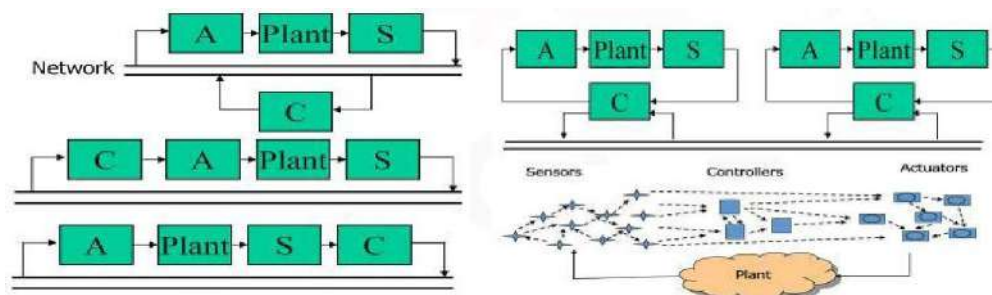 A Plant S
Network
C
C A Plant S
A Plant S C
A Plant S A Plant S
C C
Sensors Controllers Actuators
Plant